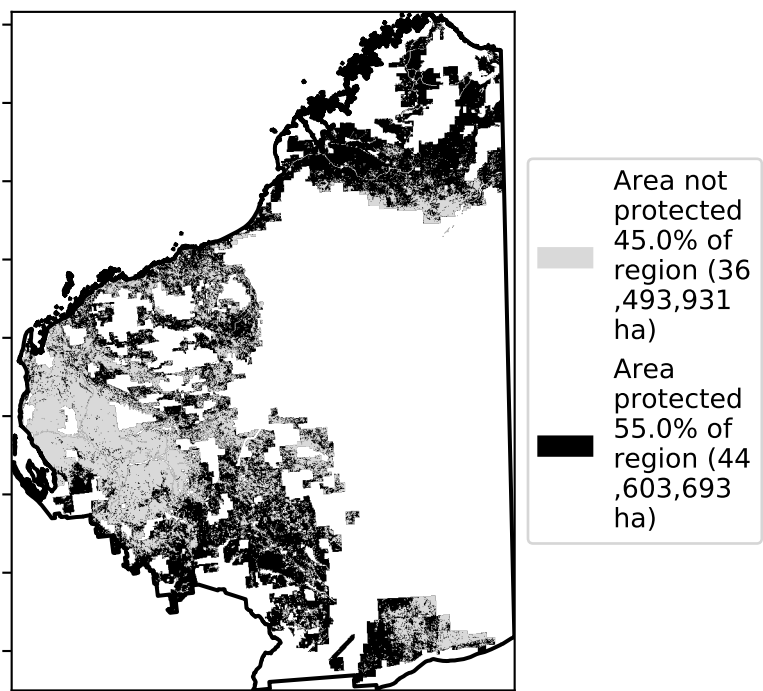 Area not
protected
45.0% of
region (36
,493,931
ha)
Area
protected
55.0% of
region (44
,603,693
ha)